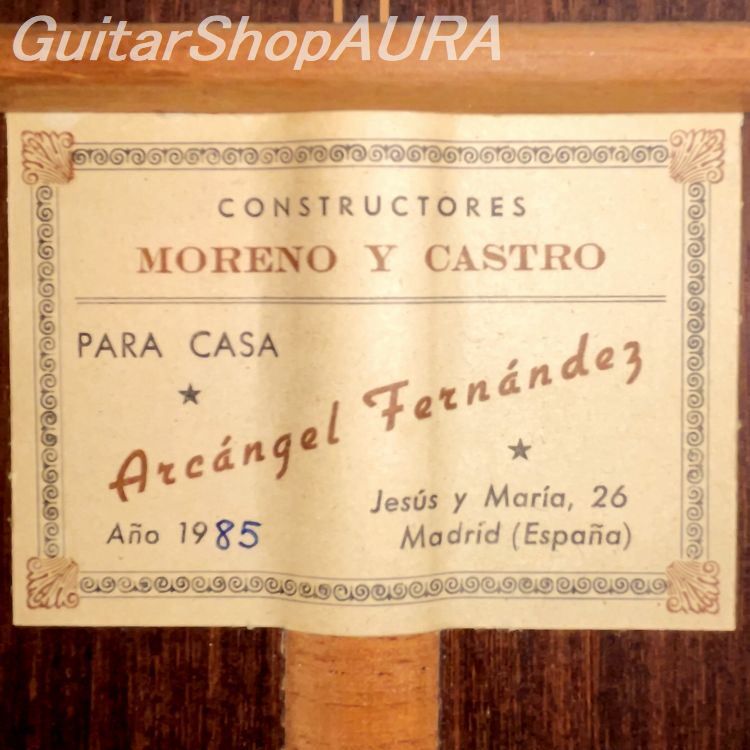 GuitarShopAURA
CONSTRUCTORES
MORENO Y CASTRO
PARA CASA
Arcángel Fernández
Jesús y María, 26
Año 1985
Madrid (España)